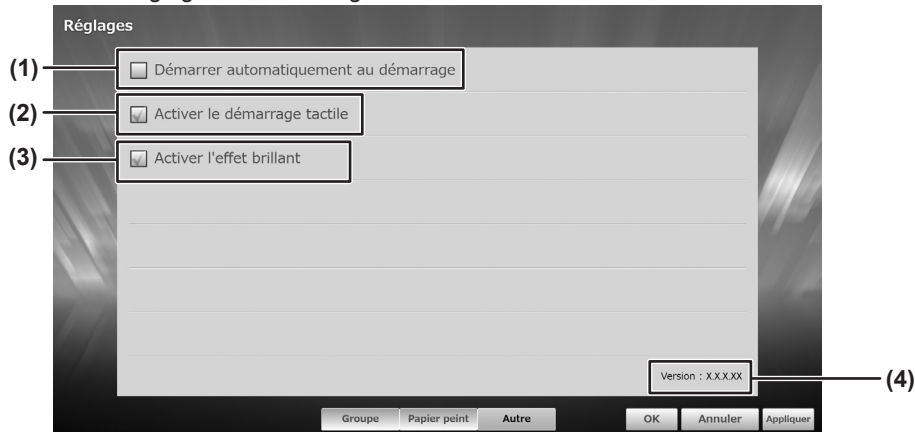 Réglages
(1) Démarrer automatiquement au démarrage
(2) Activer le démarrage tactile
(3) Activer l'effet brillant
Version : X.X.X.XX (4)
Groupe Papier peint Autre OK Annuler Appliquer